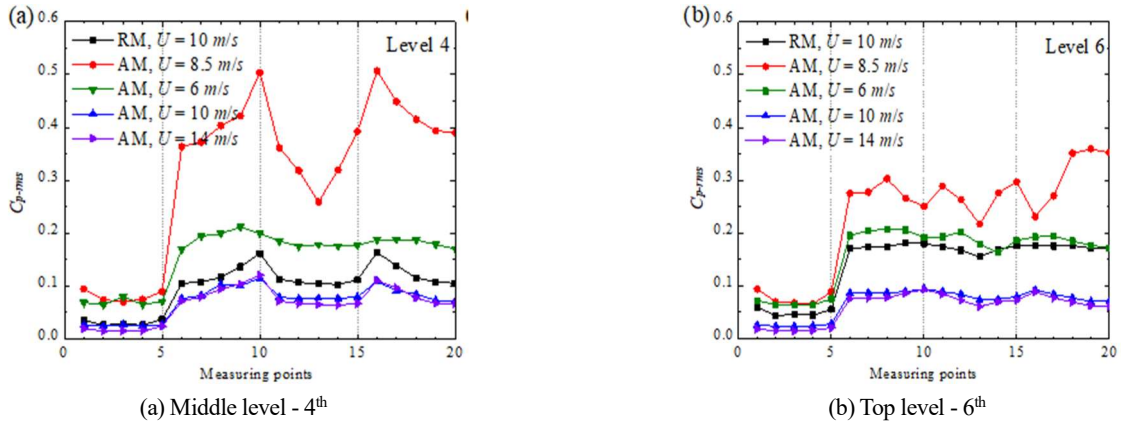 (a)
Level 4
RM, U = 10 m/s
AM, U = 8.5 m/s
AM, U = 6 m/s
AM, U = 10 m/s
AM, U = 14 m/s
0.6
0.5
0.4
0.3
0.2
0.1
0.0
Cp-rms
0 5 10 15 20
Measuring points
(a) Middle level - 4th
(b)
Level 6
RM, U = 10 m/s
AM, U = 8.5 m/s
AM, U = 6 m/s
AM, U = 10 m/s
AM, U = 14 m/s
0.6
0.5
0.4
0.3
0.2
0.1
0.0
Cp-rms
0 5 10 15 20
Measuring points
(b) Top level - 6th